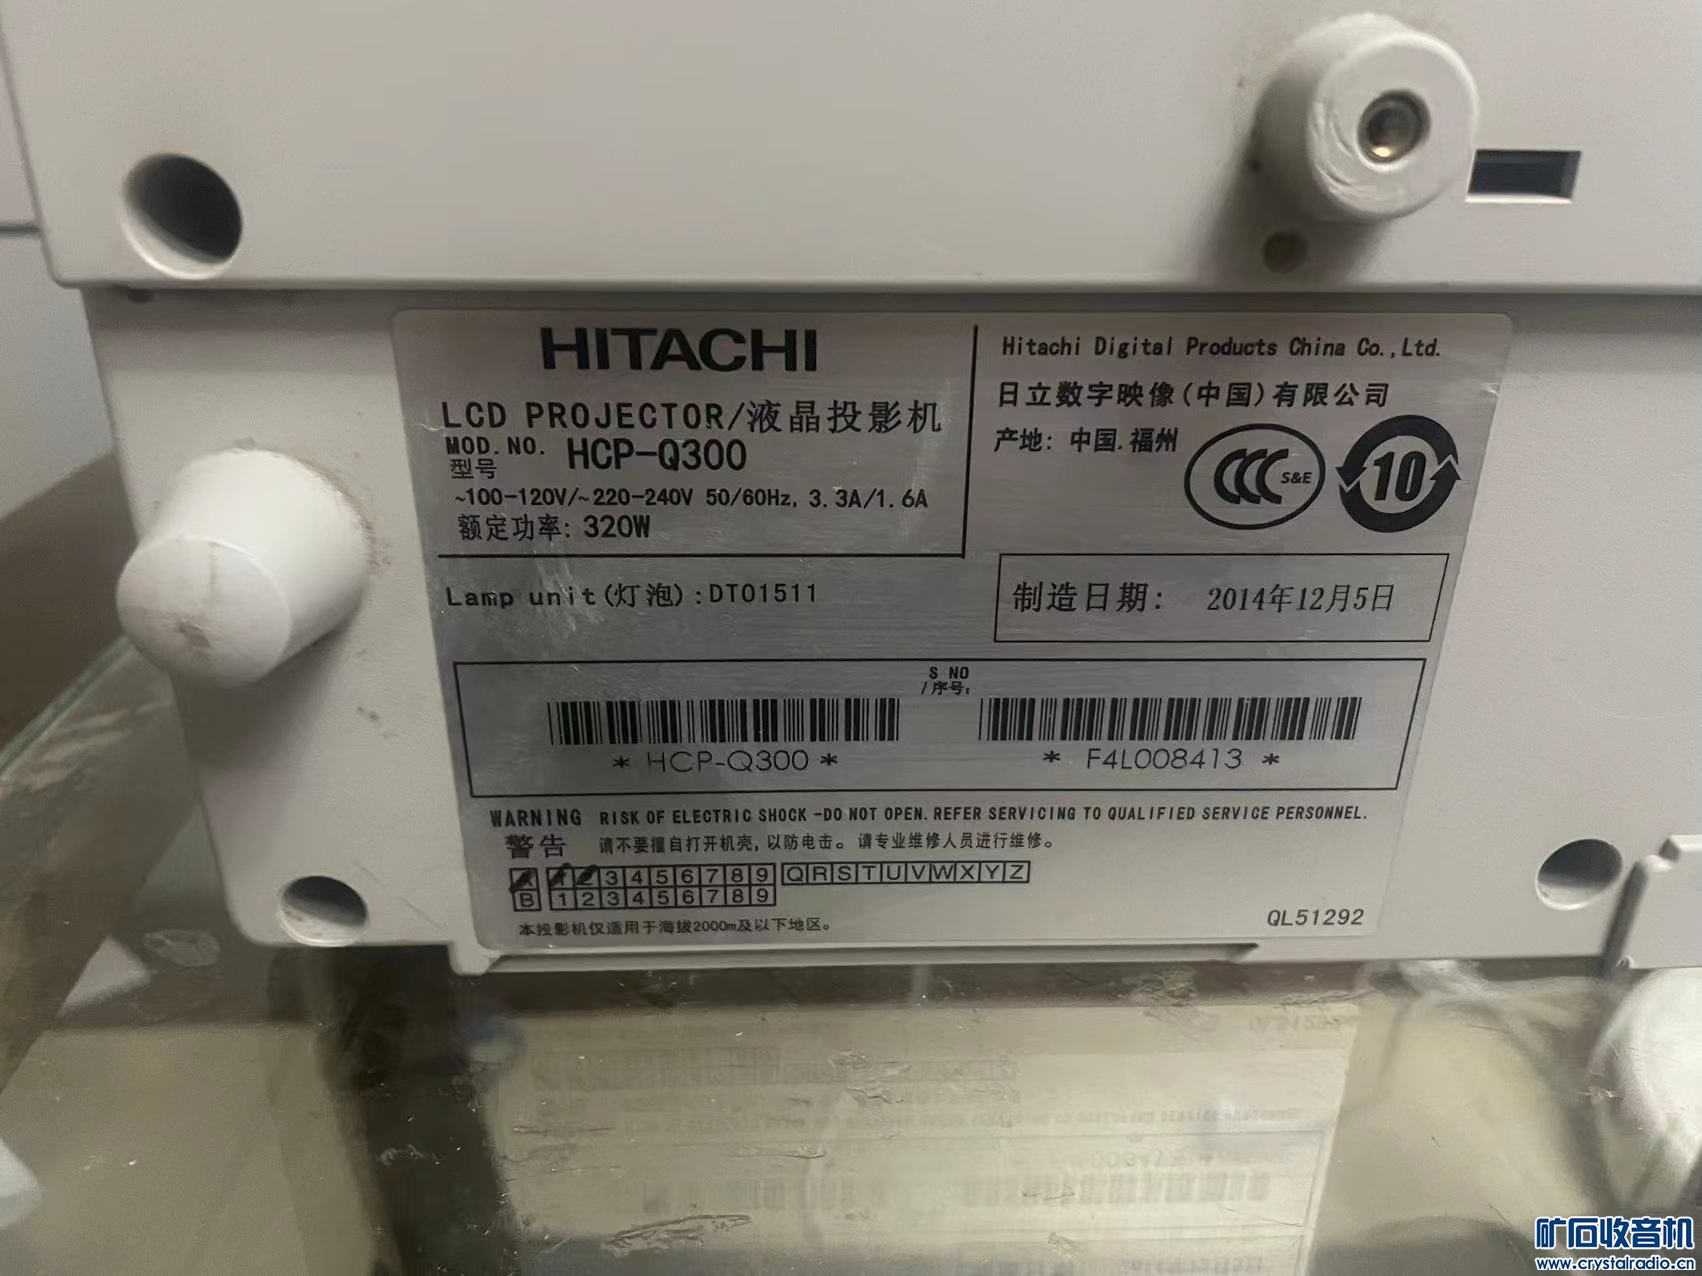 HITACHI
LCD PROJECTOR/液晶投影机
MOD. NO. HCP-Q300
型号
~100-120V/~220-240V 50/60Hz, 3.3A/1.6A
额定功率: 320W
Hitachi Digital Products China Co.,Ltd.
日立数字映像(中国)有限公司
产地: 中国.福州
CCC S&E
10
Lamp unit(灯泡):DT01511
制造日期: 2014年12月5日
S NO
/序号:
* HCP-Q300 *
* F4L008413 *
WARNING RISK OF ELECTRIC SHOCK -DO NOT OPEN. REFER SERVICING TO QUALIFIED SERVICE PERSONNEL.
警告 请不要擅自打开机壳, 以防电击。请专业维修人员进行维修。
A 1 2 3 4 5 6 7 8 9 Q R S T U V W X Y Z
B 1 2 3 4 5 6 7 8 9
本投影机仅适用于海拔2000m及以下地区。
QL51292
矿石收音机
www.crystalradio.cn